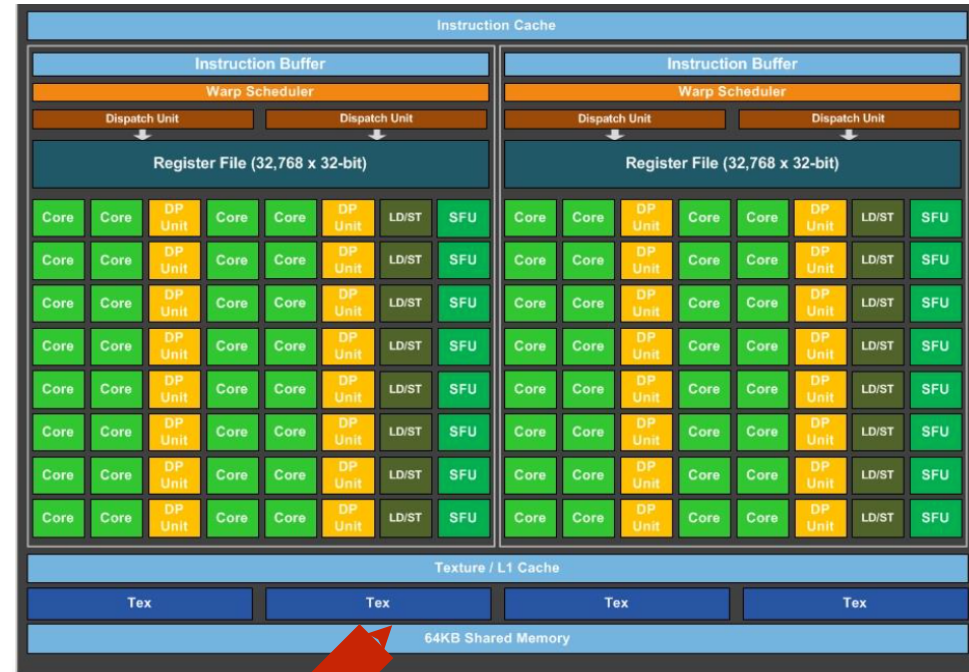 Instruction Cache
Instruction Buffer Instruction Buffer
Warp Scheduler Warp Scheduler
Dispatch Unit Dispatch Unit Dispatch Unit Dispatch Unit
Register File (32,768 x 32-bit) Register File (32,768 x 32-bit)
Core Core DP Unit Core Core DP Unit LD/ST SFU Core Core DP Unit Core Core DP Unit LD/ST SFU
Core Core DP Unit Core Core DP Unit LD/ST SFU Core Core DP Unit Core Core DP Unit LD/ST SFU
Core Core DP Unit Core Core DP Unit LD/ST SFU Core Core DP Unit Core Core DP Unit LD/ST SFU
Core Core DP Unit Core Core DP Unit LD/ST SFU Core Core DP Unit Core Core DP Unit LD/ST SFU
Core Core DP Unit Core Core DP Unit LD/ST SFU Core Core DP Unit Core Core DP Unit LD/ST SFU
Core Core DP Unit Core Core DP Unit LD/ST SFU Core Core DP Unit Core Core DP Unit LD/ST SFU
Core Core DP Unit Core Core DP Unit LD/ST SFU Core Core DP Unit Core Core DP Unit LD/ST SFU
Core Core DP Unit Core Core DP Unit LD/ST SFU Core Core DP Unit Core Core DP Unit LD/ST SFU
Texture / L1 Cache
Tex Tex Tex Tex
64KB Shared Memory